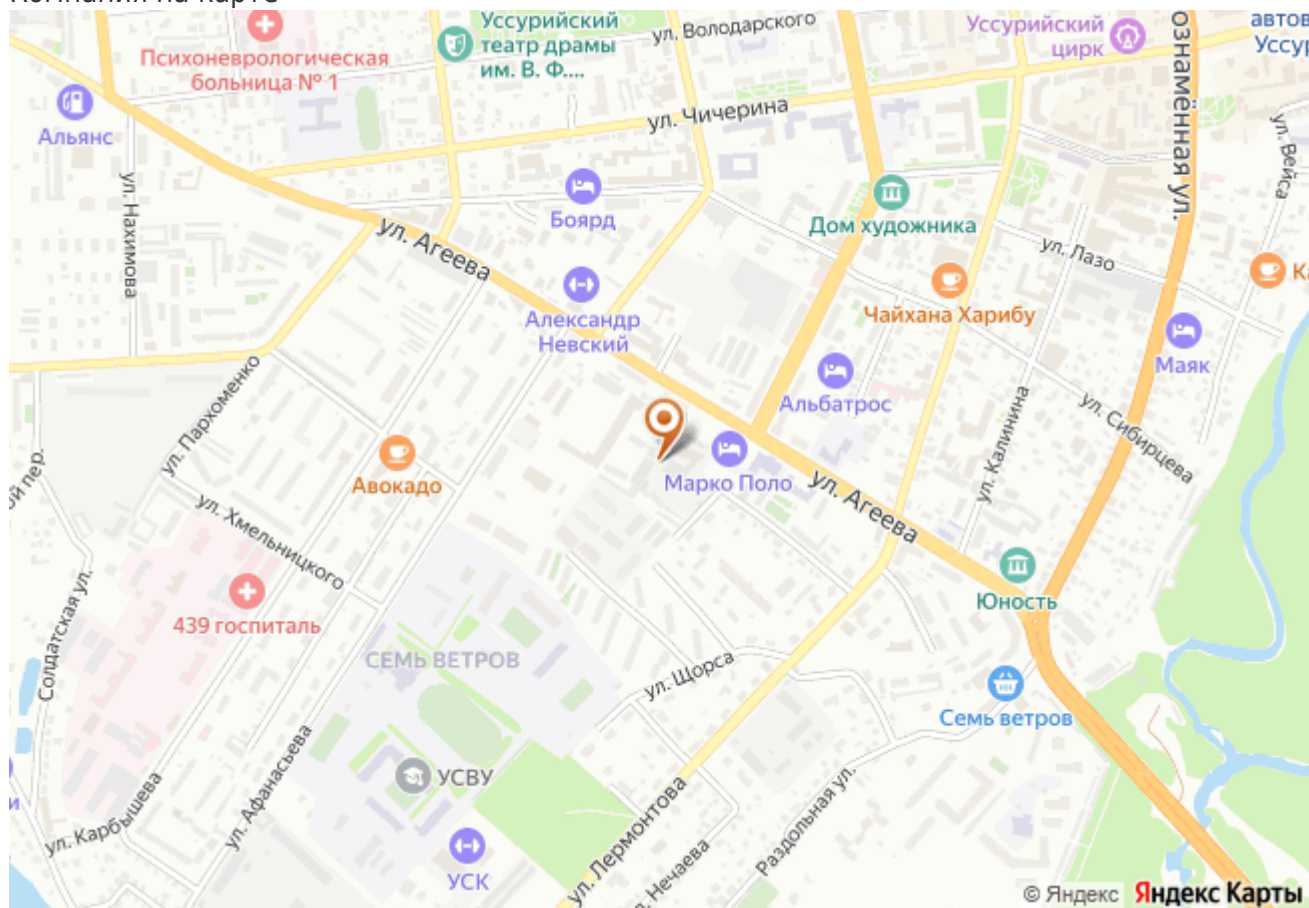 Компания на карте
Уссурийский
театр драмы
им. В. Ф....
ул. Володарского
Уссурийский
цирк
Психоневрологическая
больница № 1
Альянс
ул. Чичерина
ул. Нахимова
Боярд
Дом художника
ул. Лазо
ул. Вейса
ул. Агеева
Александр
Невский
Чайхана Харибу
Маяк
Альбатрос
ул. Пархоменко
ул. Калинина
ул. Сибирцева
Авокадо
Марко Поло
ул. Агеева
ул. Хмельницкого
439 госпиталь
Солдатская ул.
Юность
СЕМЬ ВЕТРОВ
ул. Щорса
Семь ветров
УСВУ
ул. Афанасьева
ул. Карбышева
УСК
ул. Лермонтова
ул. Нечаева
Раздольная ул.
© Яндекс Яндекс Карты